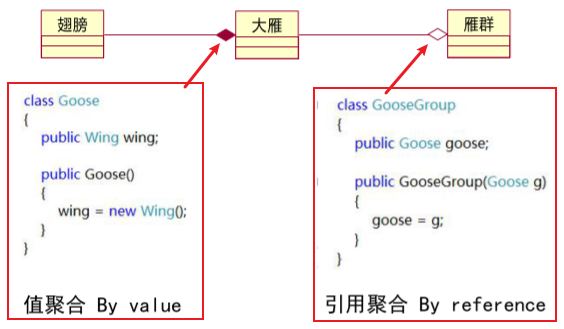 翅膀
大雁
雁群
class Goose
{
public Wing wing;
public Goose()
{
wing = new Wing();
}
}
值聚合 By value
class GooseGroup
{
public Goose goose;
public GooseGroup(Goose g)
{
goose = g;
}
}
引用聚合 By reference